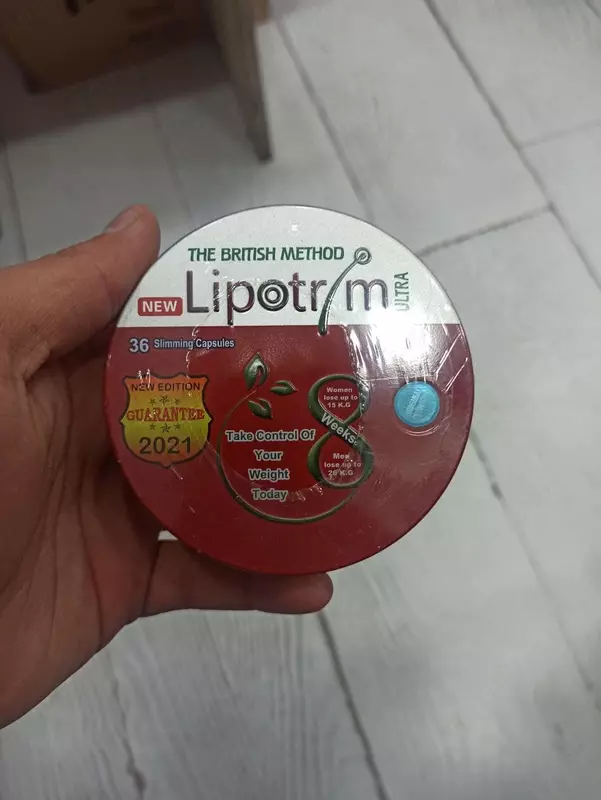 THE BRITISH METHOD
NEW Lipotrim ULTRA
36 Slimming Capsules
NEW EDITION
GUARANTEE
2021
Take Control Of
Your
Weight
Today
Women
lose up to
15 K.G
8 Weeks
Men
lose up to
20 K.G